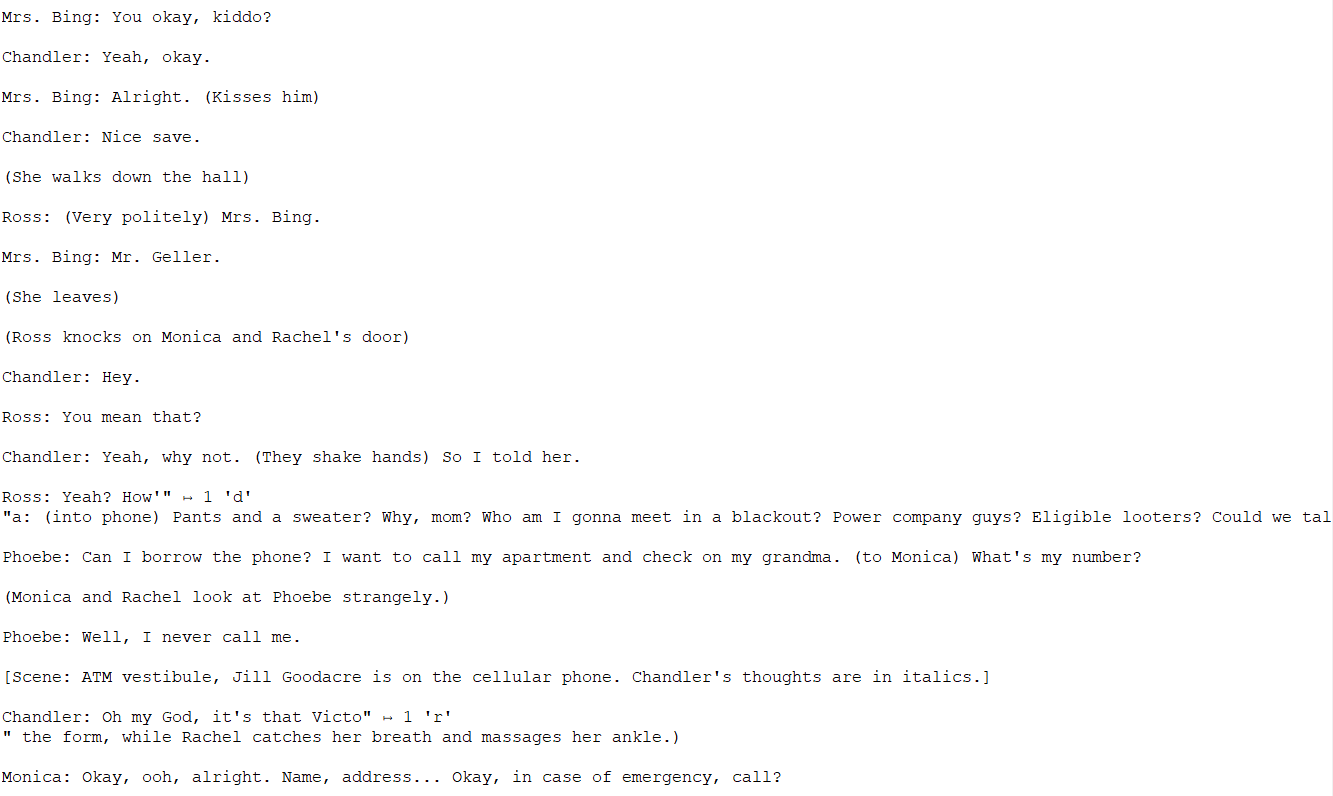 Mrs. Bing: You okay, kiddo?
Chandler: Yeah, okay.
Mrs. Bing: Alright. (Kisses him)
Chandler: Nice save.
(She walks down the hall)
Ross: (Very politely) Mrs. Bing.
Mrs. Bing: Mr. Geller.
(She leaves)
(Ross knocks on Monica and Rachel's door)
Chandler: Hey.
Ross: You mean that?
Chandler: Yeah, why not. (They shake hands) So I told her.
Ross: Yeah? How'" ↦ 1 'd'
"a: (into phone) Pants and a sweater? Why, mom? Who am I gonna meet in a blackout? Power company guys? Eligible looters? Could we tal
Phoebe: Can I borrow the phone? I want to call my apartment and check on my grandma. (to Monica) What's my number?
(Monica and Rachel look at Phoebe strangely.)
Phoebe: Well, I never call me.
[Scene: ATM vestibule, Jill Goodacre is on the cellular phone. Chandler's thoughts are in italics.]
Chandler: Oh my God, it's that Victo" ↦ 1 'r'
" the form, while Rachel catches her breath and massages her ankle.)
Monica: Okay, ooh, alright. Name, address... Okay, in case of emergency, call?